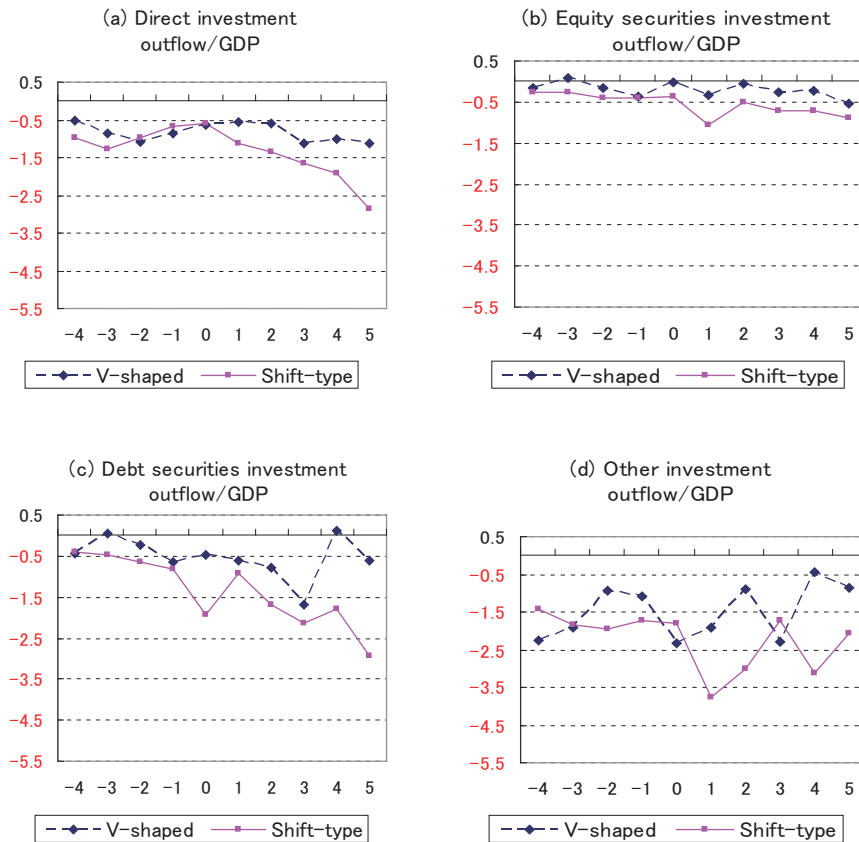 (a) Direct investment
outflow/GDP
0.5
-0.5
-1.5
-2.5
-3.5
-4.5
-5.5
-4 -3 -2 -1 0 1 2 3 4 5
V-shaped Shift-type
(b) Equity securities investment
outflow/GDP
0.5
-0.5
-1.5
-2.5
-3.5
-4.5
-5.5
-4 -3 -2 -1 0 1 2 3 4 5
V-shaped Shift-type
(c) Debt securities investment
outflow/GDP
0.5
-0.5
-1.5
-2.5
-3.5
-4.5
-5.5
-4 -3 -2 -1 0 1 2 3 4 5
V-shaped Shift-type
(d) Other investment
outflow/GDP
0.5
-0.5
-1.5
-2.5
-3.5
-4.5
-5.5
-4 -3 -2 -1 0 1 2 3 4 5
V-shaped Shift-type